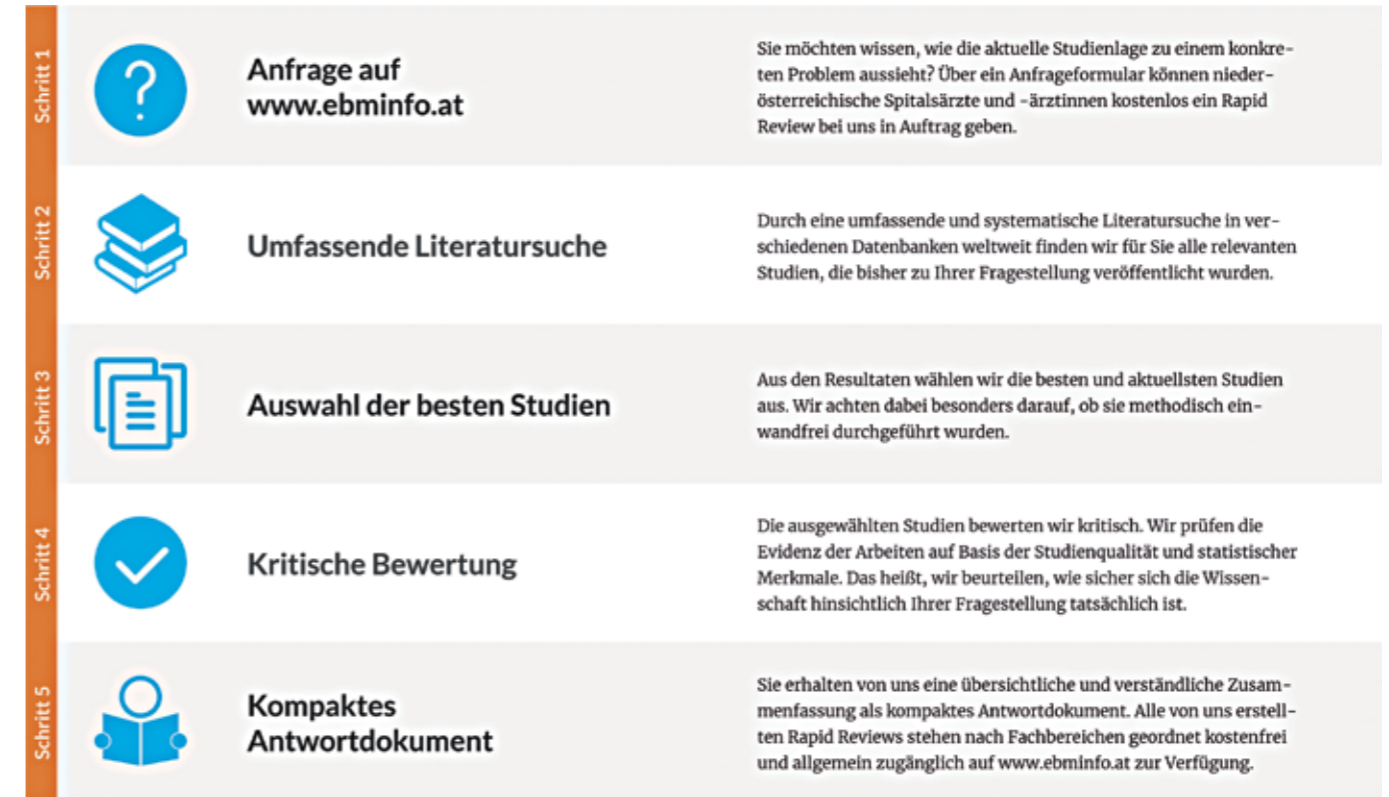 Schritt 1
Anfrage auf
www.ebminfo.at
Sie möchten wissen, wie die aktuelle Studienlage zu einem konkre-
ten Problem aussieht? Über ein Anfrageformular können nieder-
österreichische Spitalsärzte und -ärztinnen kostenlos ein Rapid
Review bei uns in Auftrag geben.
Schritt 2
Umfassende Literatursuche
Durch eine umfassende und systematische Literatursuche in ver-
schiedenen Datenbanken weltweit finden wir für Sie alle relevanten
Studien, die bisher zu Ihrer Fragestellung veröffentlicht wurden.
Schritt 3
Auswahl der besten Studien
Aus den Resultaten wählen wir die besten und aktuellsten Studien
aus. Wir achten dabei besonders darauf, ob sie methodisch ein-
wandfrei durchgeführt wurden.
Schritt 4
Kritische Bewertung
Die ausgewählten Studien bewerten wir kritisch. Wir prüfen die
Evidenz der Arbeiten auf Basis der Studienqualität und statistischer
Merkmale. Das heißt, wir beurteilen, wie sicher sich die Wissen-
schaft hinsichtlich Ihrer Fragestellung tatsächlich ist.
Schritt 5
Kompaktes
Antwortdokument
Sie erhalten von uns eine übersichtliche und verständliche Zusam-
menfassung als kompaktes Antwortdokument. Alle von uns erstell-
ten Rapid Reviews stehen nach Fachbereichen geordnet kostenfrei
und allgemein zugänglich auf www.ebminfo.at zur Verfügung.